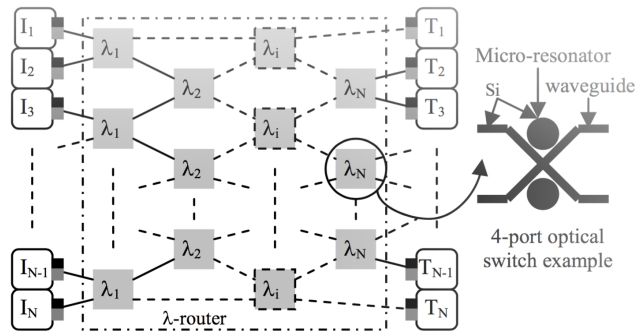 I1
T1
λ1
λi
I2
T2
λ2
λN
I3
T3
λ1
λi
λ2
λN
Micro-resonator
Si
waveguide
4-port optical
switch example
λ2
λN
IN-1
TN-1
λ1
λi
IN
TN
λ-router